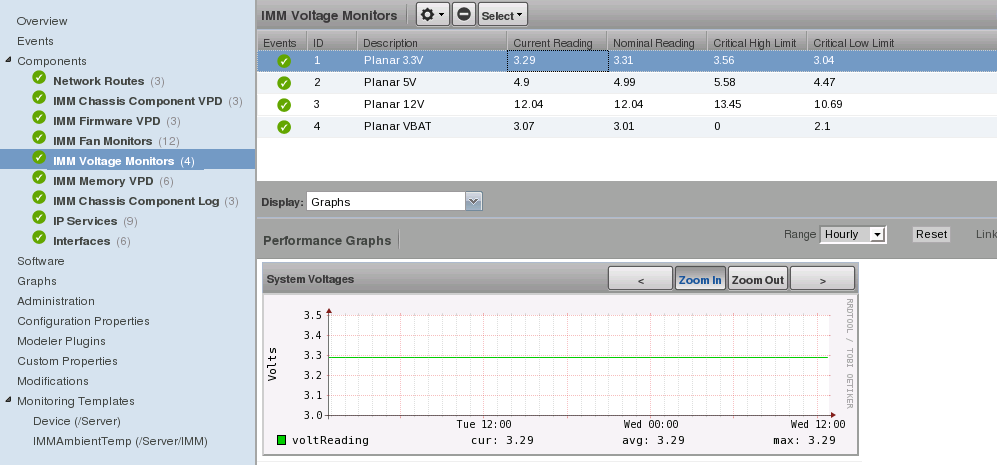 Overview
Events
Components
Network Routes (3)
IMM Chassis Component VPD (3)
IMM Firmware VPD (3)
IMM Fan Monitors (12)
IMM Voltage Monitors (4)
IMM Memory VPD (6)
IMM Chassis Component Log (3)
IP Services (9)
Interfaces (6)
Software
Graphs
Administration
Configuration Properties
Modeler Plugins
Custom Properties
Modifications
Monitoring Templates
Device (/Server)
IMMAmbientTemp (/Server/IMM)
IMM Voltage Monitors Select
Events ID Description Current Reading Nominal Reading Critical High Limit Critical Low Limit
1 Planar 3.3V 3.29 3.31 3.56 3.04
2 Planar 5V 4.9 4.99 5.58 4.47
3 Planar 12V 12.04 12.04 13.45 10.69
4 Planar VBAT 3.07 3.01 0 2.1
Display: Graphs
Performance Graphs Range Hourly Reset Link
System Voltages < Zoom In Zoom Out >
3.5
3.4
3.3
3.2
3.1
3.0
Volts
Tue 12:00 Wed 00:00 Wed 12:00
voltReading cur: 3.29 avg: 3.29 max: 3.29
RRDTOOL / TOBI OETIKER